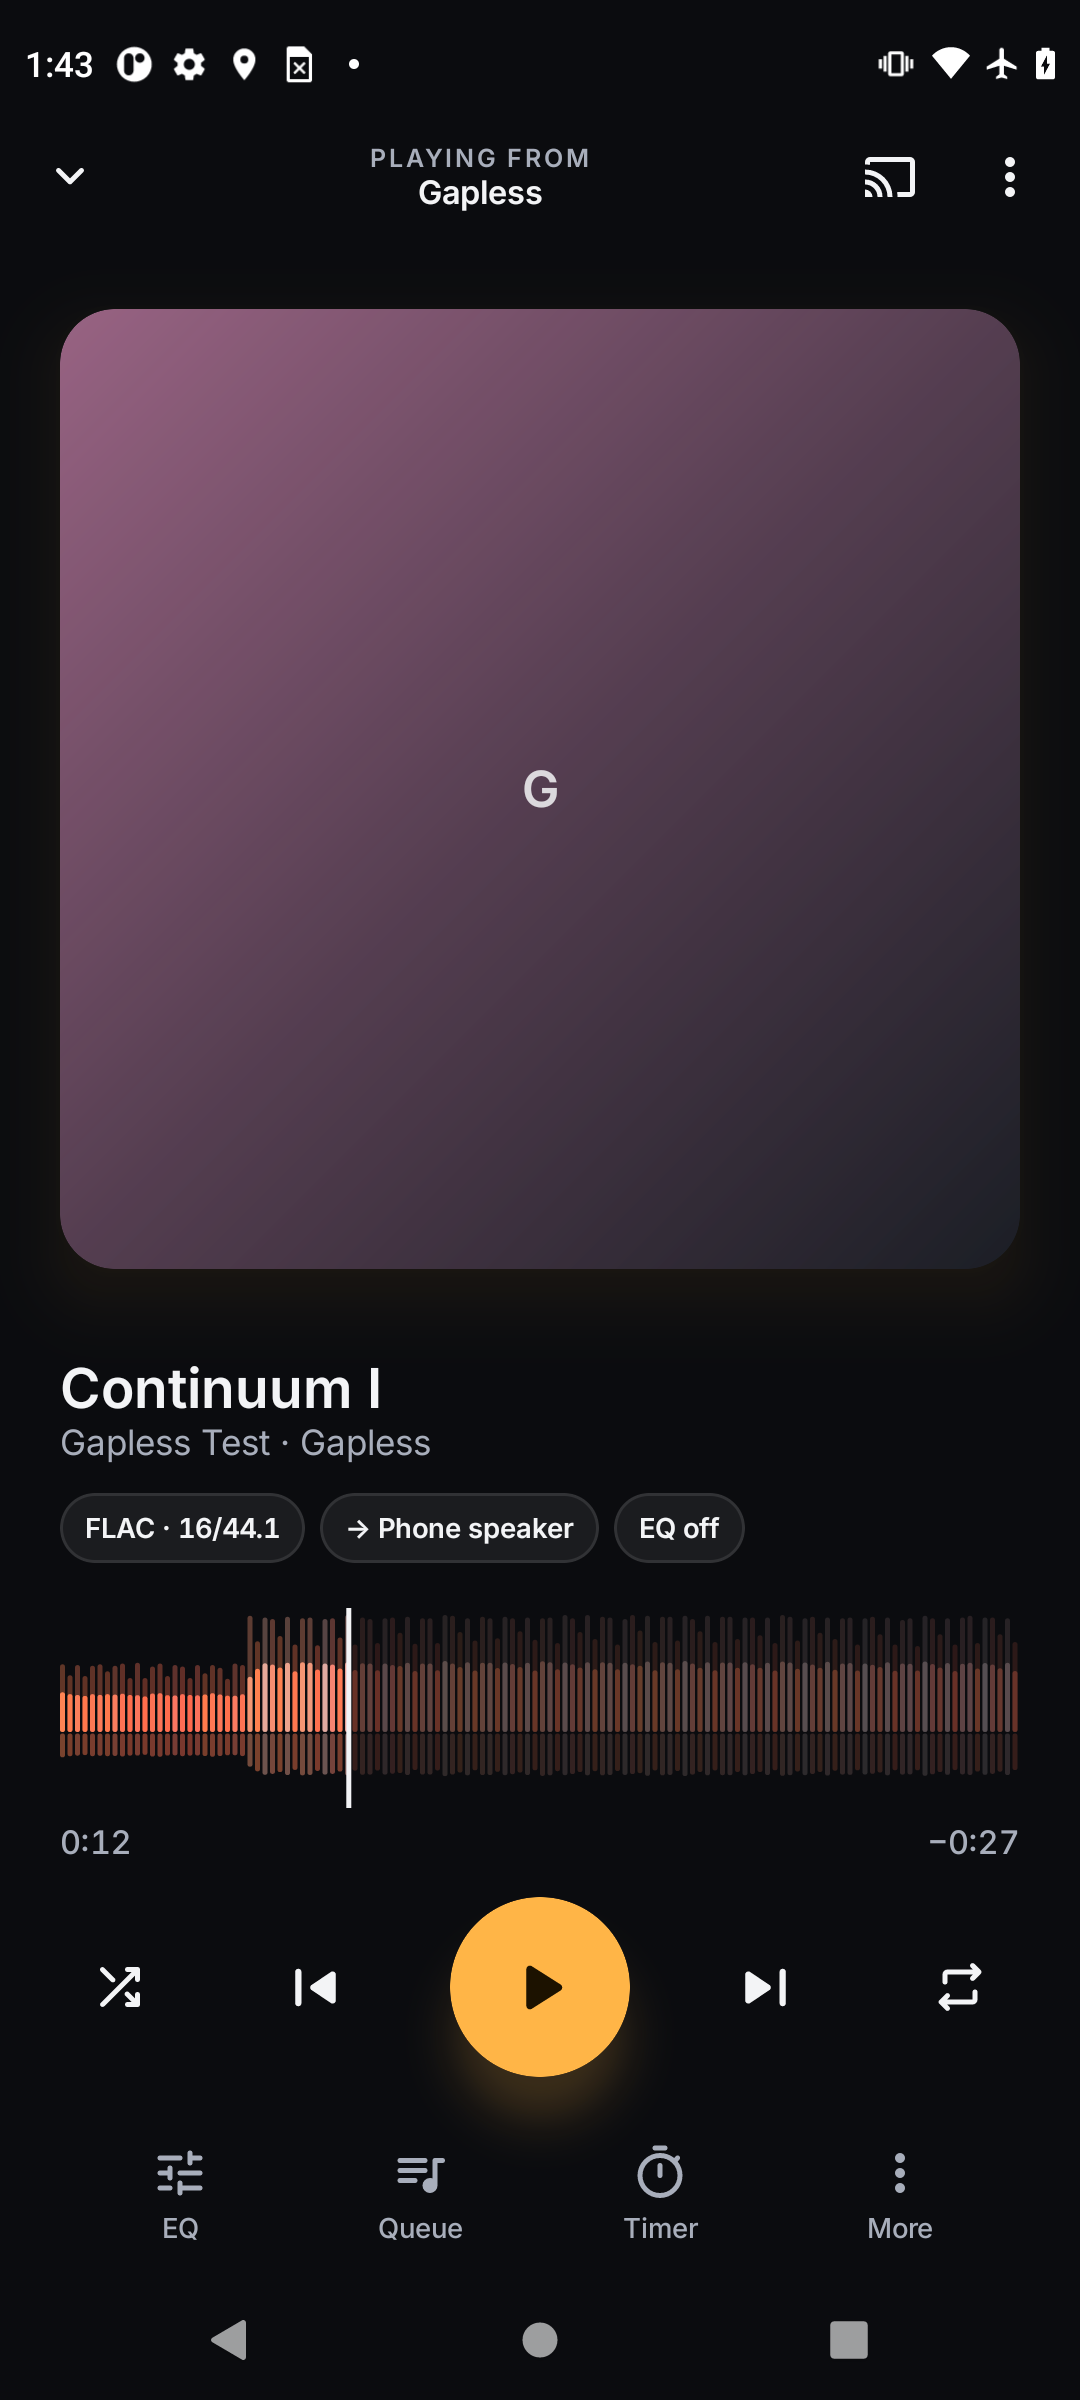 1:43
PLAYING FROM
Gapless
G
Continuum I
Gapless Test · Gapless
FLAC · 16/44.1
→ Phone speaker
EQ off
0:12
−0:27
EQ
Queue
Timer
More